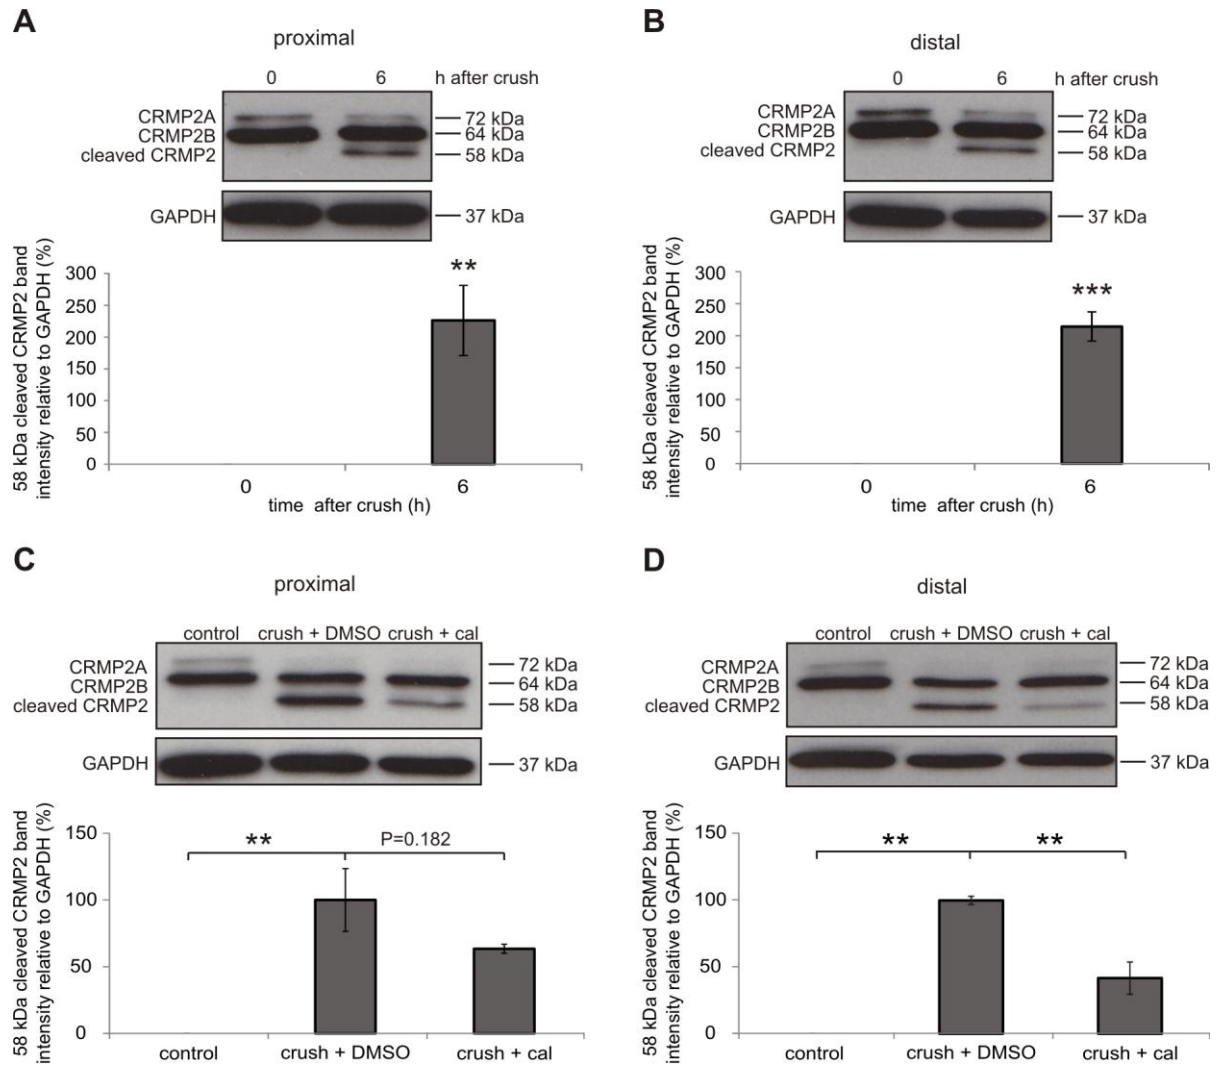 A
proximal
0 6 h after crush
CRMP2A 72 kDa
CRMP2B 64 kDa
cleaved CRMP2 58 kDa
GAPDH 37 kDa
58 kDa cleaved CRMP2 band
intensity relative to GAPDH (%)
300
250
200
150
100
50
0
**
0 6
time after crush (h)
B
distal
0 6 h after crush
CRMP2A 72 kDa
CRMP2B 64 kDa
cleaved CRMP2 58 kDa
GAPDH 37 kDa
58 kDa cleaved CRMP2 band
intensity relative to GAPDH (%)
300
250
200
150
100
50
0
***
0 6
time after crush (h)
C
proximal
control crush + DMSO crush + cal
CRMP2A 72 kDa
CRMP2B 64 kDa
cleaved CRMP2 58 kDa
GAPDH 37 kDa
58 kDa cleaved CRMP2 band
intensity relative to GAPDH (%)
150
100
50
0
** P=0.182
control crush + DMSO crush + cal
D
distal
control crush + DMSO crush + cal
CRMP2A 72 kDa
CRMP2B 64 kDa
cleaved CRMP2 58 kDa
GAPDH 37 kDa
58 kDa cleaved CRMP2 band
intensity relative to GAPDH (%)
150
100
50
0
** **
control crush + DMSO crush + cal